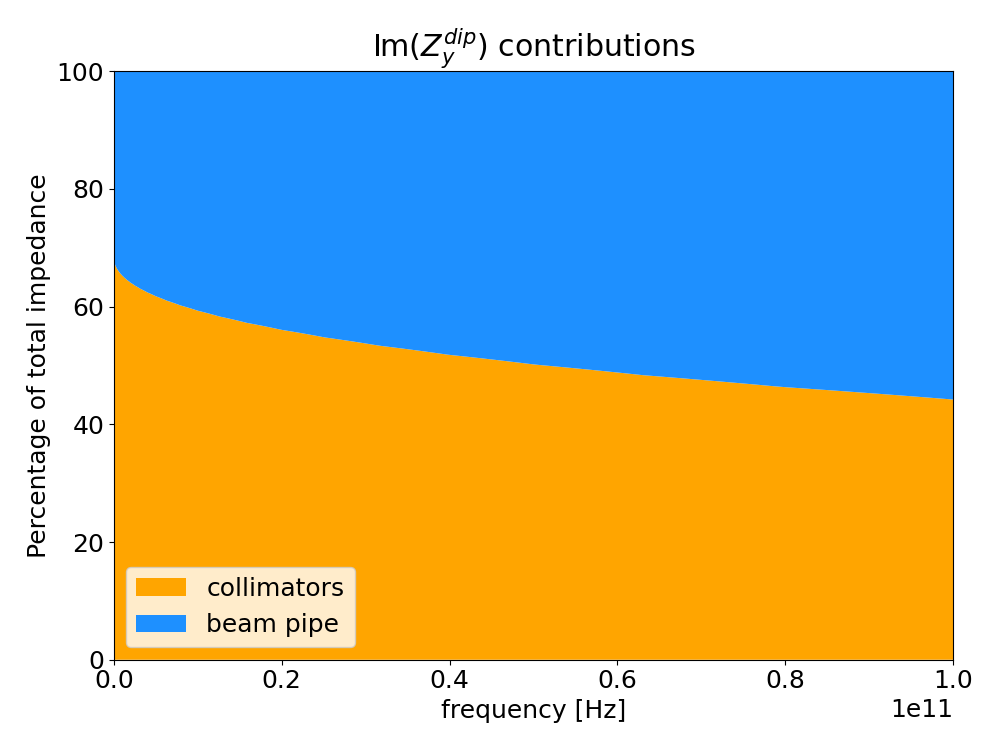 Im(Z_y^{dip}) contributions
Percentage of total impedance
100
80
60
40
20
0
collimators
beam pipe
0.0 0.2 0.4 0.6 0.8 1.0
frequency [Hz] 1e11